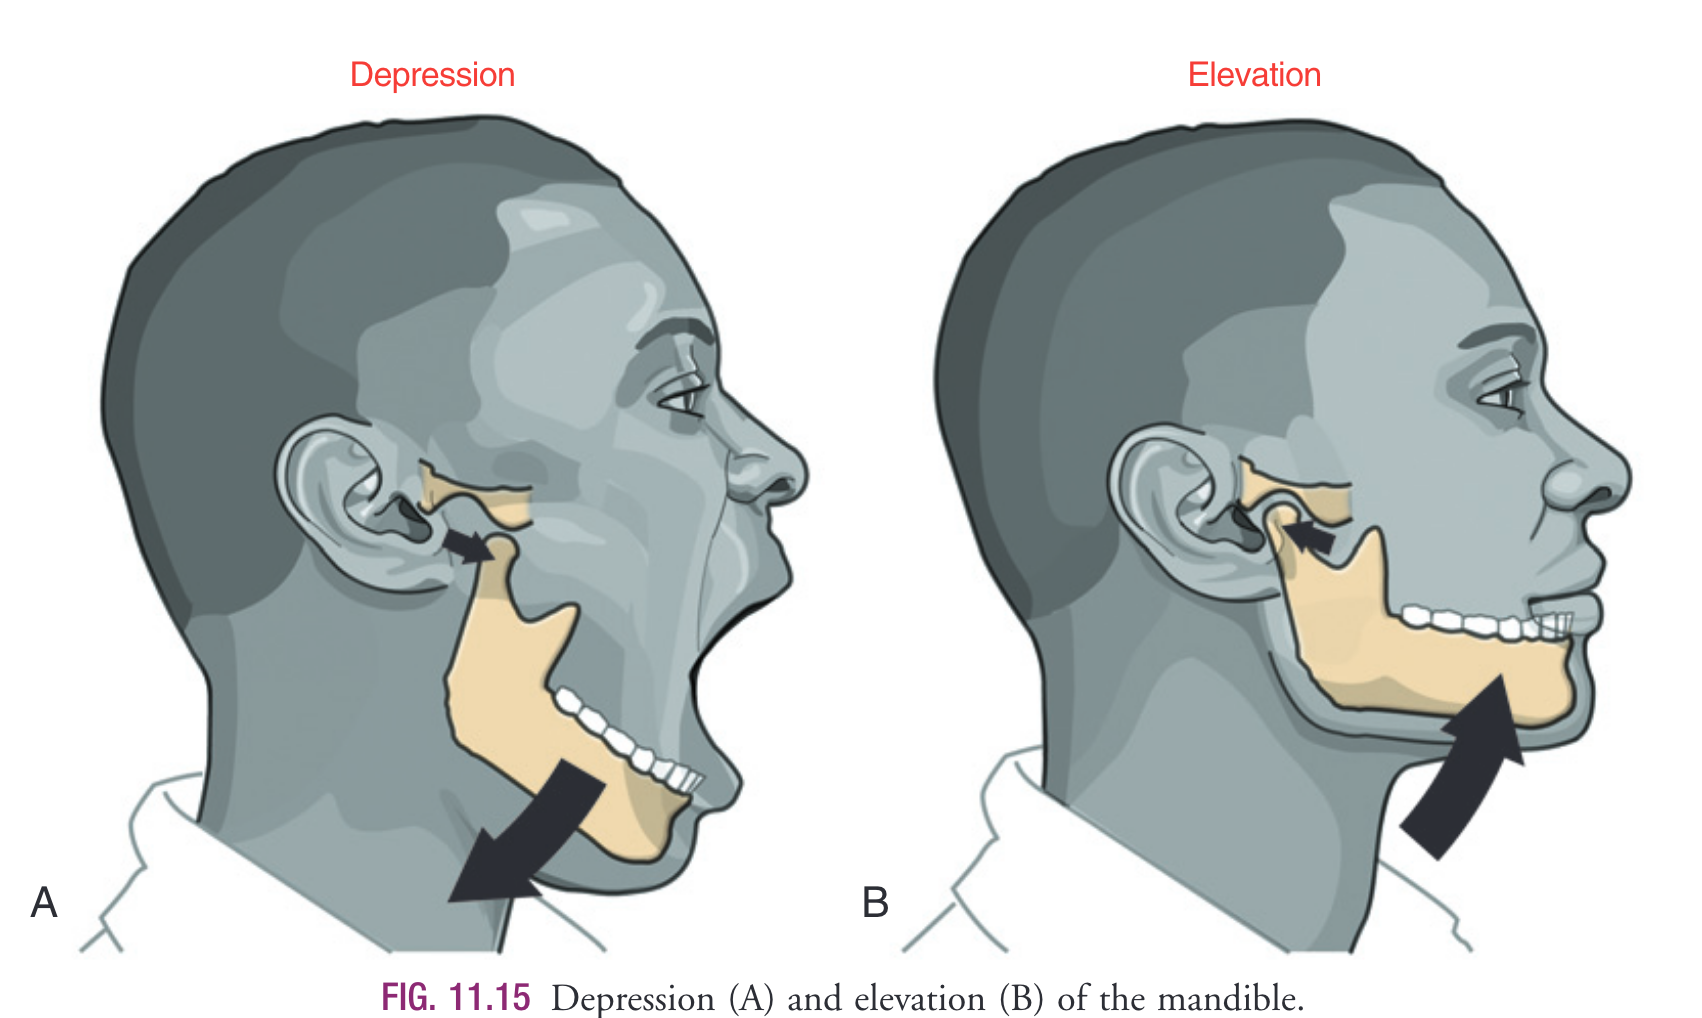 Depression
Elevation
A
B
FIG. 11.15 Depression (A) and elevation (B) of the mandible.